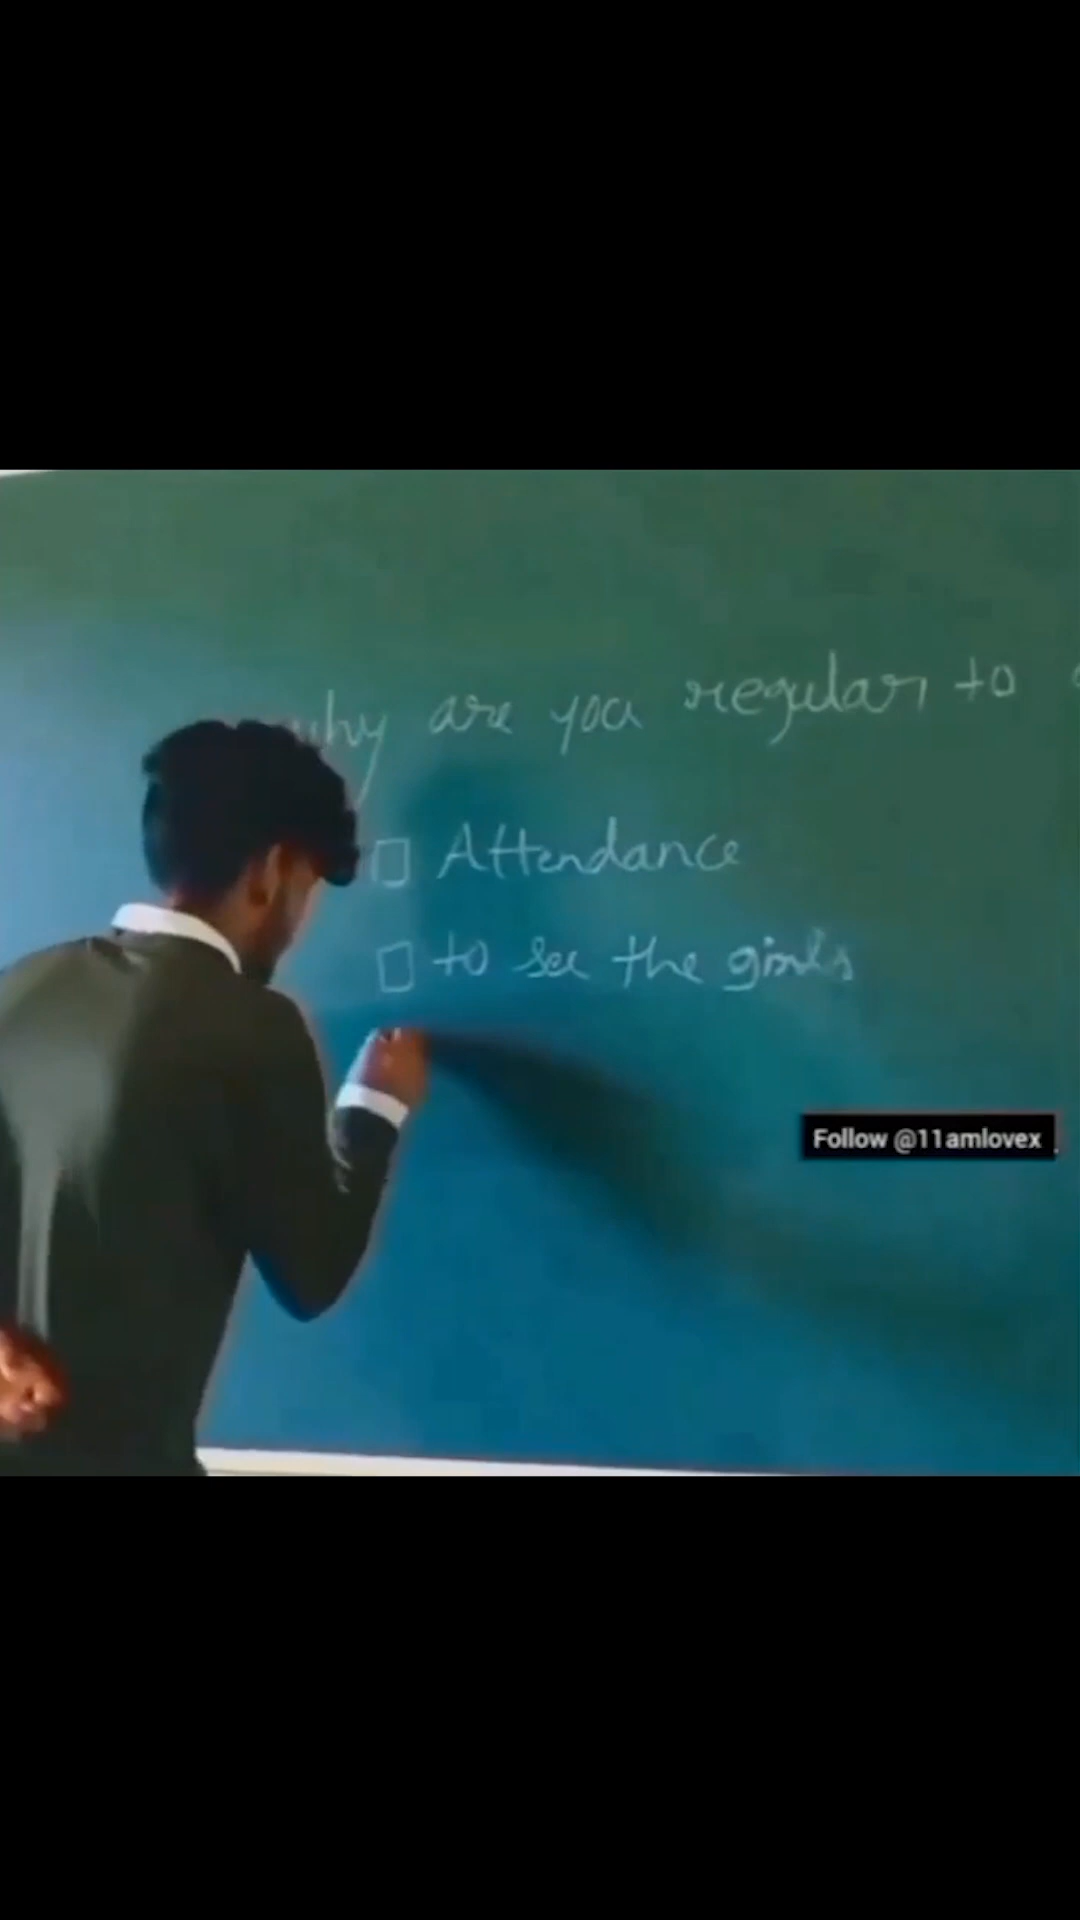 why are you regular to
Attendance
to see the girls
Follow @11amlovex